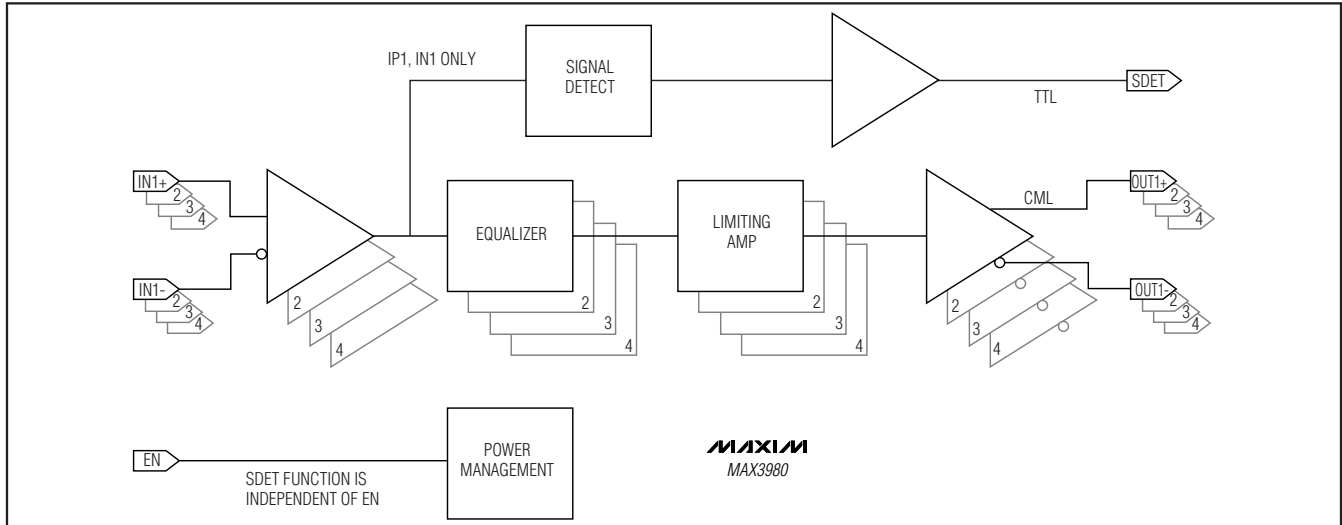 IP1, IN1 ONLY
SIGNAL
DETECT
TTL
SDET
IN1+
2
3
4
IN1-
2
3
4
2
3
4
EQUALIZER
2
3
4
LIMITING
AMP
2
3
4
CML
2
3
4
OUT1+
2
3
4
OUT1-
2
3
4
EN
SDET FUNCTION IS
INDEPENDENT OF EN
POWER
MANAGEMENT
MAXIM
MAX3980